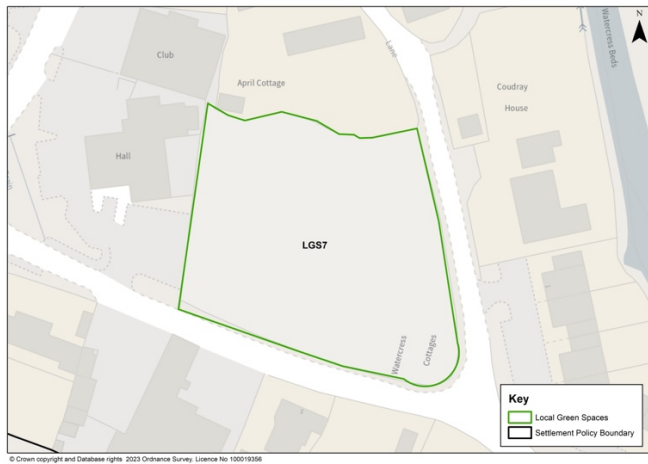 N
Club
April Cottage
Lane
Watercress Beds
Coudray
House
Hall
LGS7
Watercress
Cottages
Key
Local Green Spaces
Settlement Policy Boundary
© Crown copyright and Database rights 2023 Ordnance Survey. Licence No 100019356